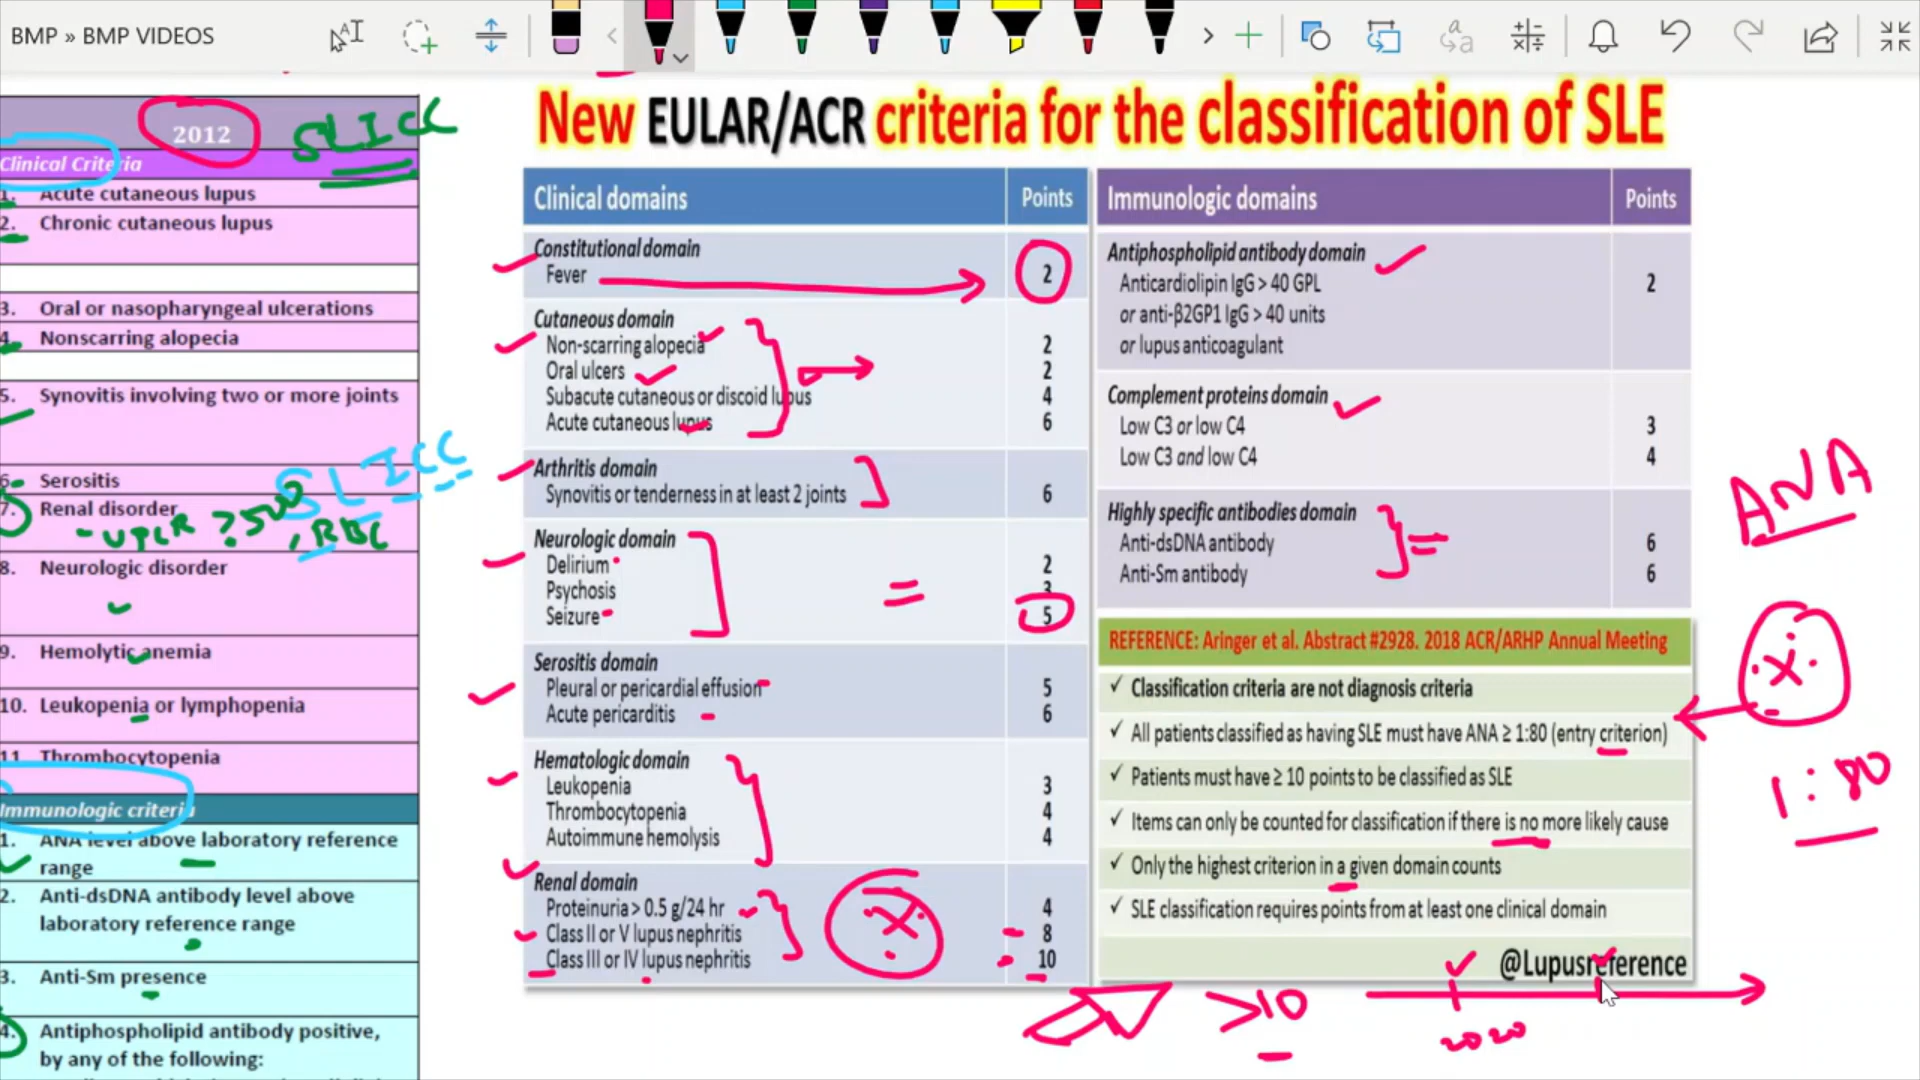 BMP » BMP VIDEOS
2012
SLICC
Clinical Criteria
1. Acute cutaneous lupus
2. Chronic cutaneous lupus
3. Oral or nasopharyngeal ulcerations
4. Nonscarring alopecia
5. Synovitis involving two or more joints
SLICC
6. Serositis
7. Renal disorder
- UPCR ≥ 500, RBC
8. Neurologic disorder
9. Hemolytic anemia
10. Leukopenia or lymphopenia
11. Thrombocytopenia
Immunologic criteria
1. ANA level above laboratory reference
range
2. Anti-dsDNA antibody level above
laboratory reference range
3. Anti-Sm presence
4. Antiphospholipid antibody positive,
by any of the following:
New EULAR/ACR criteria for the classification of SLE
Clinical domains Points
Constitutional domain
Fever 2
Cutaneous domain
Non-scarring alopecia 2
Oral ulcers 2
Subacute cutaneous or discoid lupus 4
Acute cutaneous lupus 6
Arthritis domain
Synovitis or tenderness in at least 2 joints 6
Neurologic domain
Delirium 2
Psychosis 3
Seizure = 5
Serositis domain
Pleural or pericardial effusion 5
Acute pericarditis 6
Hematologic domain
Leukopenia 3
Thrombocytopenia 4
Autoimmune hemolysis 4
Renal domain
Proteinuria > 0.5 g/24 hr 4
Class II or V lupus nephritis 8
Class III or IV lupus nephritis 10
Immunologic domains Points
Antiphospholipid antibody domain
Anticardiolipin IgG > 40 GPL 2
or anti-β2GP1 IgG > 40 units
or lupus anticoagulant
Complement proteins domain
Low C3 or low C4 3
Low C3 and low C4 4
Highly specific antibodies domain
Anti-dsDNA antibody 6
Anti-Sm antibody 6
REFERENCE: Aringer et al. Abstract #2928. 2018 ACR/ARHP Annual Meeting
✓ Classification criteria are not diagnosis criteria
✓ All patients classified as having SLE must have ANA ≥ 1:80 (entry criterion)
✓ Patients must have ≥ 10 points to be classified as SLE
✓ Items can only be counted for classification if there is no more likely cause
✓ Only the highest criterion in a given domain counts
✓ SLE classification requires points from at least one clinical domain
@Lupusreference
>10
2020
ANA
1:80